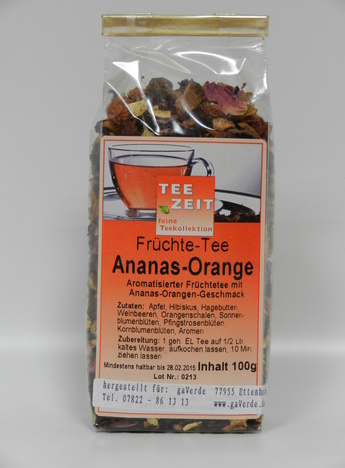 TEE
ZEIT
feine
Teekollektion
Früchte-Tee
Ananas-Orange
Aromatisierter Früchtetee mit
Ananas-Orangen-Geschmack
Zutaten: Apfel, Hibiskus, Hagebutten
Weinbeeren, Orangenschalen, Sonnen-
blumenblüten, Pfingstrosenblüten
Kornblumenblüten, Aromen
Zubereitung: 1 geh. EL Tee auf 1/2 Ltr
kaltes Wasser, aufkochen lassen, 10 Min.
ziehen lassen
Mindestens haltbar bis 28.02.2015 Inhalt 100g
Lot Nr.: 0213
hergestellt für: gaVerde 77955
Tel. 07822 - 86 13 13 www.gaVerde.